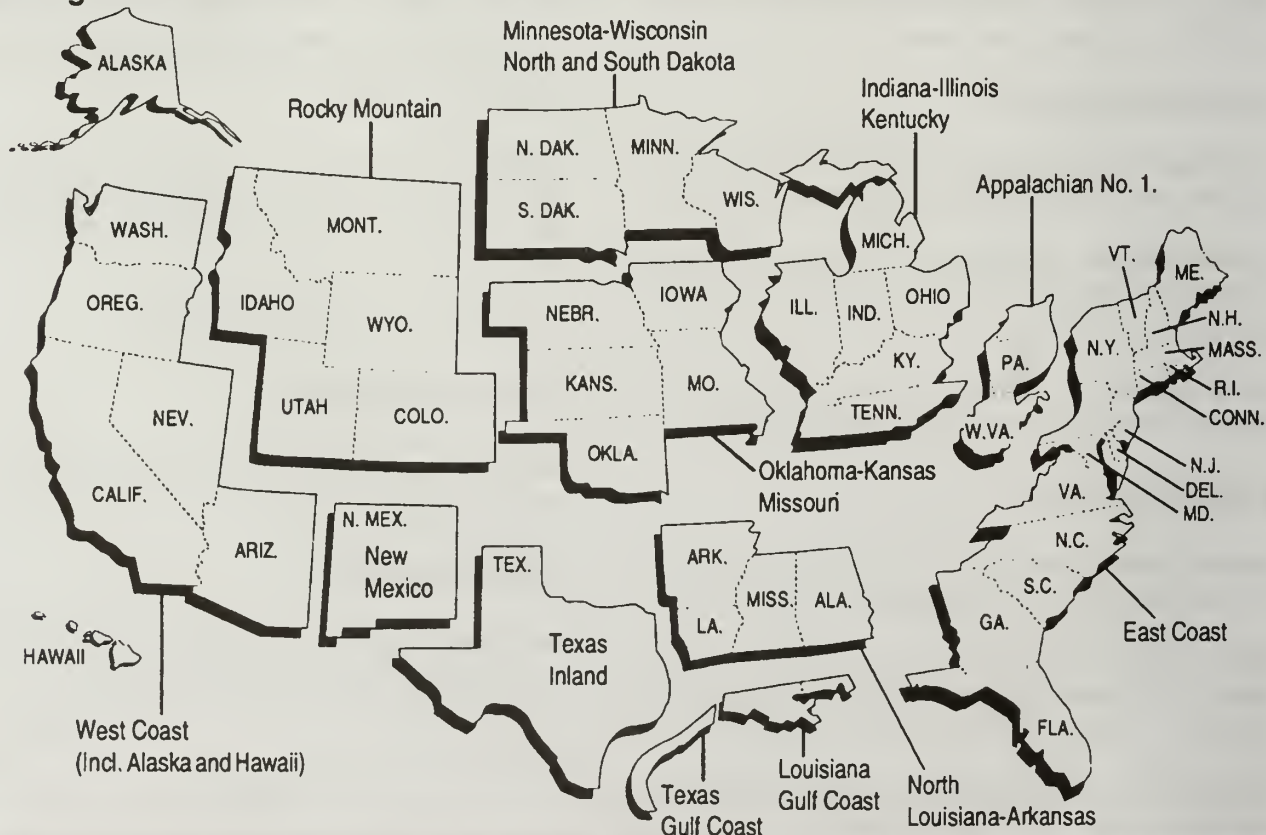 ALASKA
Minnesota-Wisconsin
North and South Dakota
Indiana-Illinois
Kentucky
Rocky Mountain
Appalachian No. 1.
N. DAK.
MINN.
S. DAK.
WIS.
MICH.
WASH.
MONT.
VT.
ME.
OREG.
IDAHO
WYO.
NEBR.
IOWA
ILL.
IND.
OHIO
N.H.
N.Y.
MASS.
PA.
R.I.
CONN.
KANS.
MO.
KY.
NEV.
UTAH
COLO.
TENN.
W.VA.
OKLA.
N.J.
DEL.
MD.
Oklahoma-Kansas
Missouri
CALIF.
VA.
N. MEX.
New
Mexico
ARIZ.
TEX.
ARK.
N.C.
MISS.
ALA.
S.C.
LA.
GA.
East Coast
HAWAII
Texas
Inland
West Coast
(Incl. Alaska and Hawaii)
FLA.
Texas
Gulf Coast
Louisiana
Gulf Coast
North
Louisiana-Arkansas